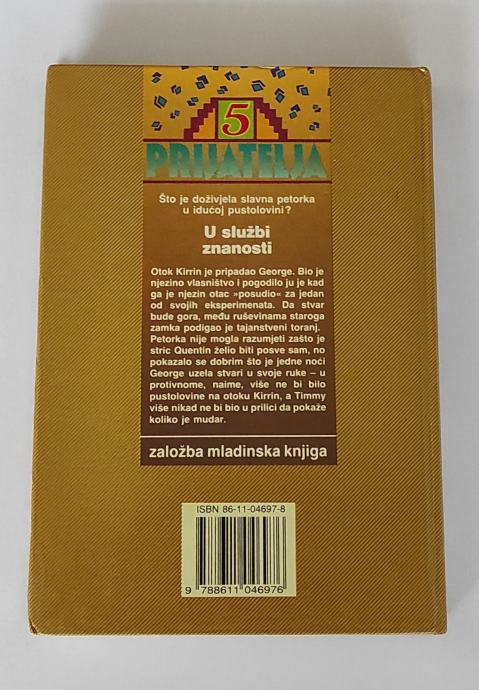 5
PRIJATELJA
Što je doživjela slavna petorka
u idućoj pustolovini?
U službi
znanosti
Otok Kirrin je pripadao George. Bio je
njezino vlasništvo i pogodilo ju je kad
ga je njezin otac »posudio« za jedan
od svojih eksperimenata. Da stvar
bude gora, među ruševinama staroga
zamka podigao je tajanstveni toranj.
Petorka nije mogla razumjeti zašto je
stric Quentin želio biti posve sam, no
pokazalo se dobrim što je jedne noći
George uzela stvari u svoje ruke – u
protivnome, naime, više ne bi bilo
pustolovine na otoku Kirrin, a Timmy
više nikad ne bi bio u prilici da pokaže
koliko je mudar.
založba mladinska knjiga
ISBN 86-11-04697-8
9 788611 046976